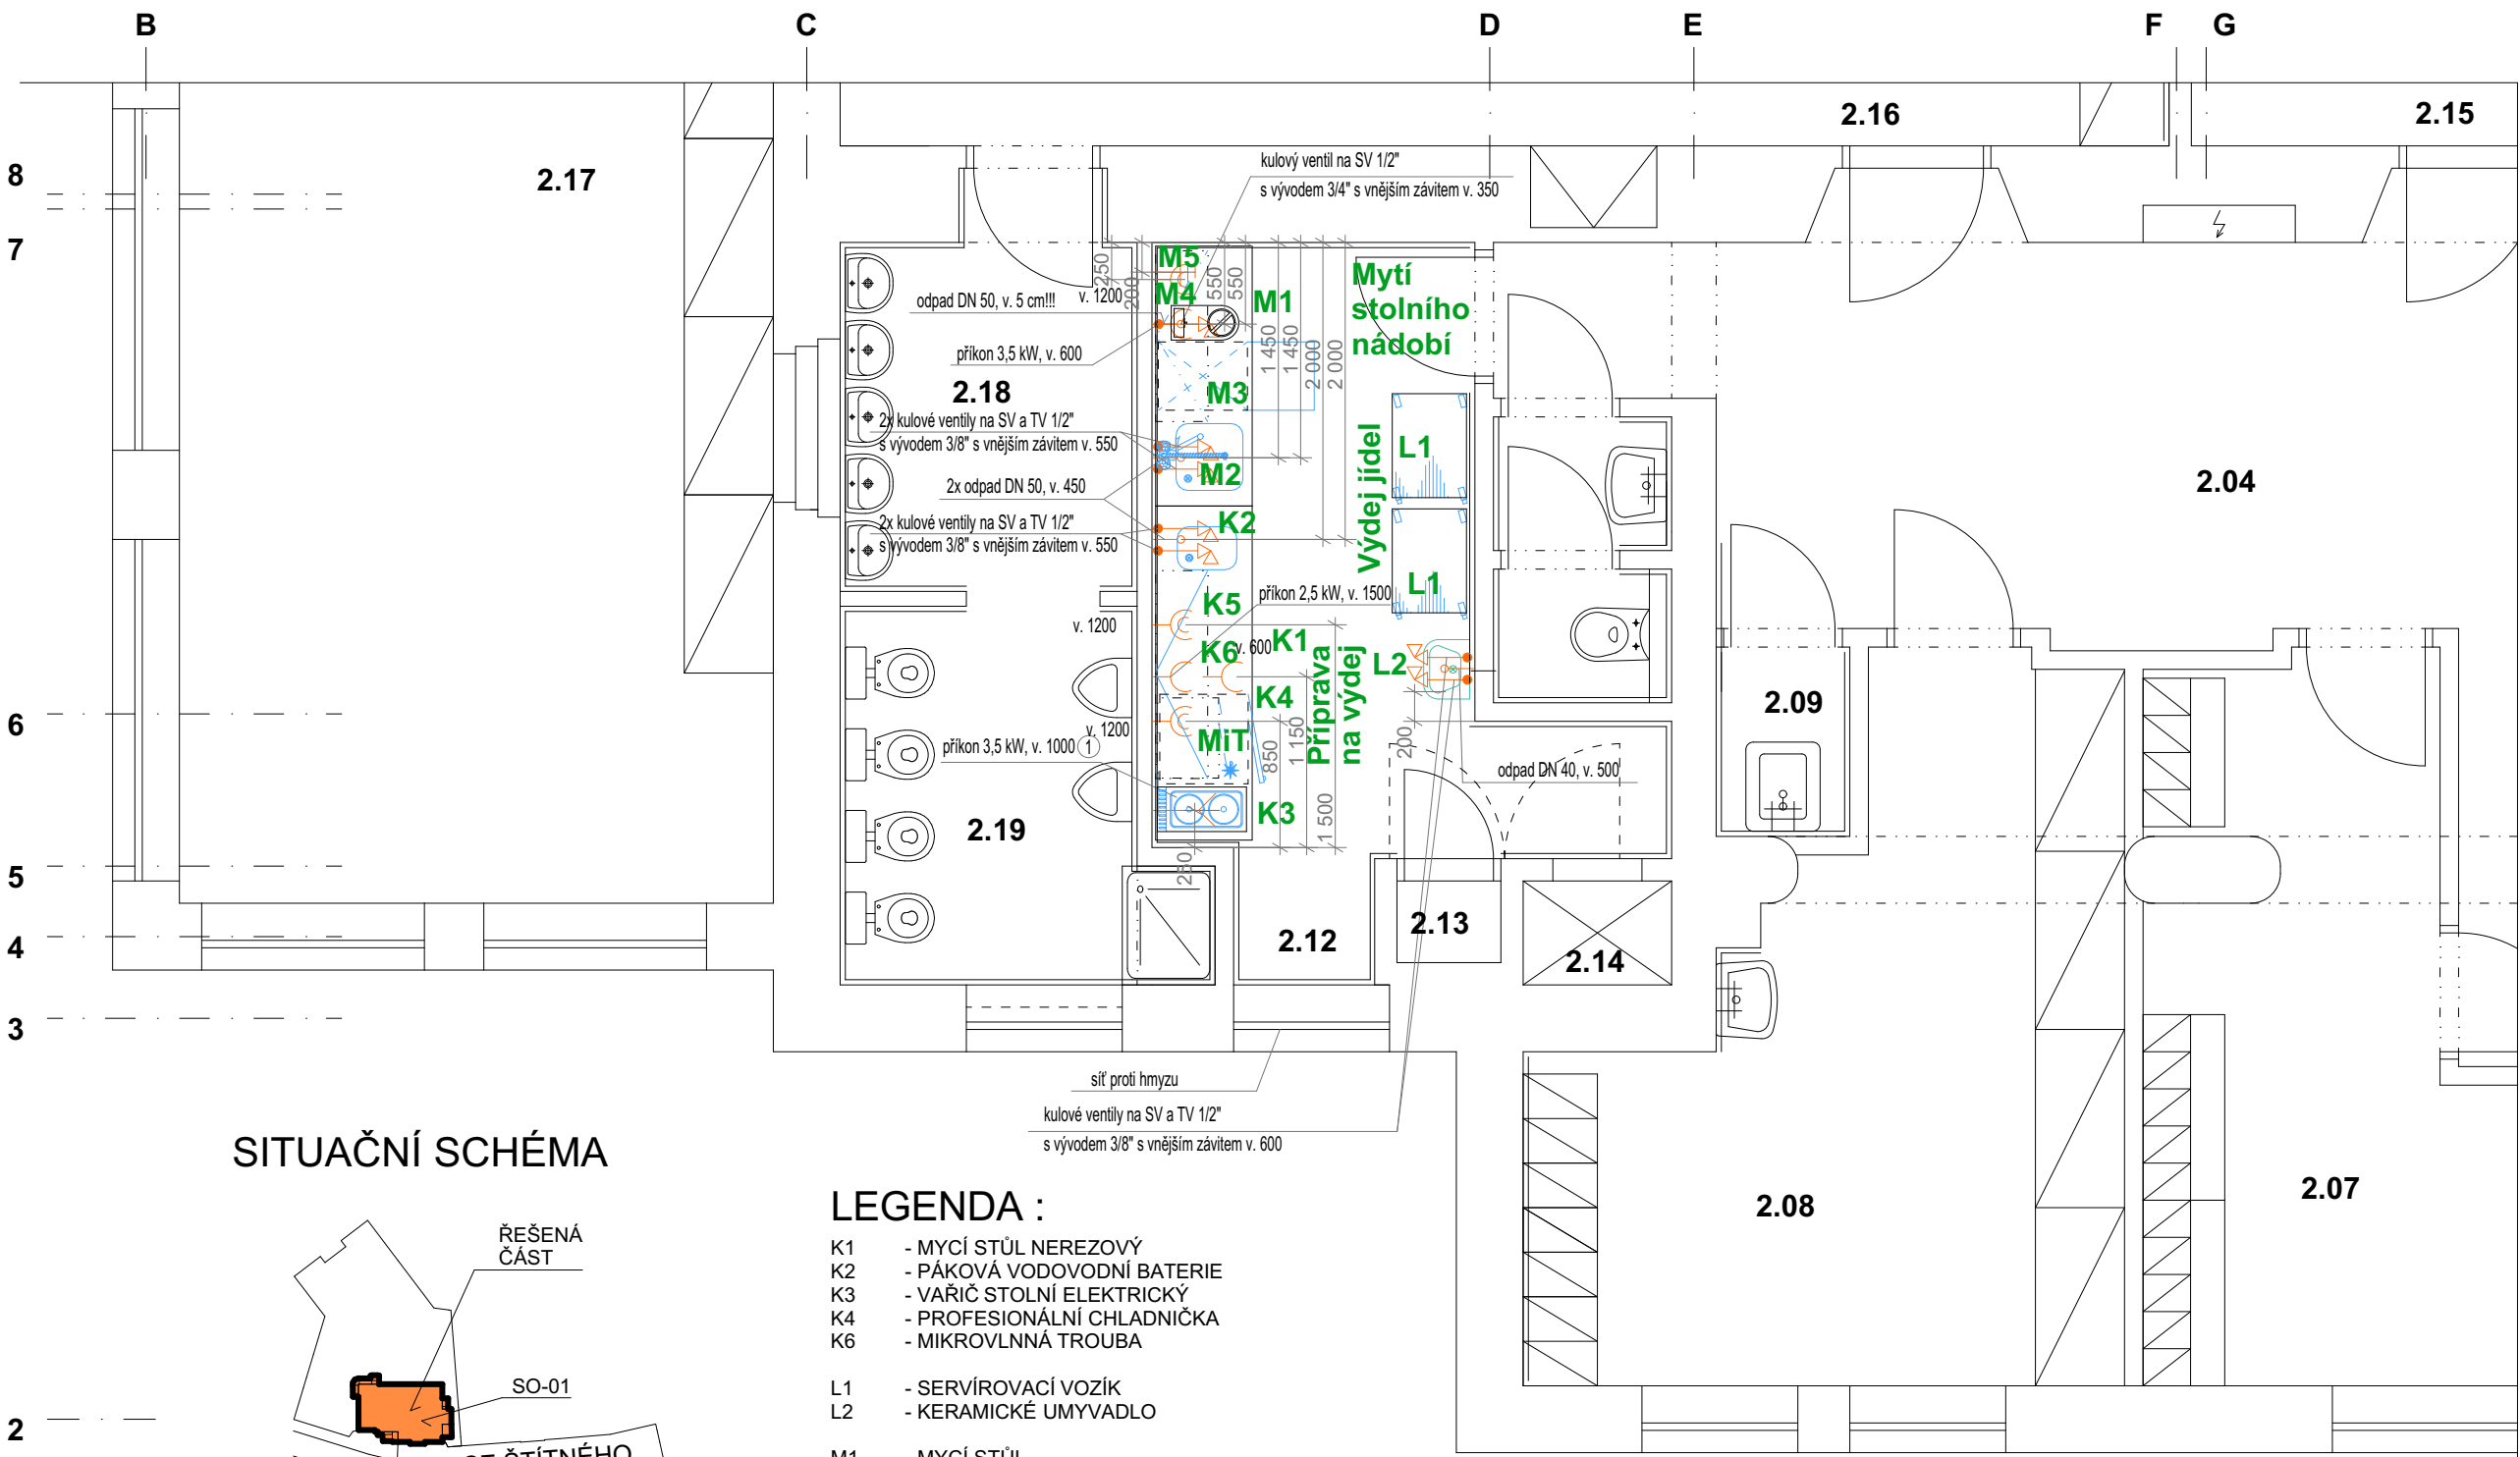 B
C
D
E
F
G
8
7
6
5
4
3
2
2.17
2.16
2.15
kulový ventil na SV 1/2"
s vývodem 3/4" s vnějším závitem v. 350
250
200
550
550
1 450
1 450
2 000
2 000
M5
M4
M1
Mytí
stolního
nádobí
odpad DN 50, v. 5 cm!!!
v. 1200
příkon 3,5 kW, v. 600
2.18
M3
2x kulové ventily na SV a TV 1/2"
s vývodem 3/8" s vnějším závitem v. 550
M2
2x odpad DN 50, v. 450
2x kulové ventily na SV a TV 1/2"
s vývodem 3/8" s vnějším závitem v. 550
K2
Výdej jídel
L1
L1
2.04
příkon 2,5 kW, v. 1500
K5
v. 1200
K6
v. 600
K1
L2
K4
Příprava
na výdej
MiT
v. 1200
příkon 3,5 kW, v. 1000
1
850
1 150
1 500
200
odpad DN 40, v. 500
2.09
K3
2.19
2.12
2.13
2.14
síť proti hmyzu
kulové ventily na SV a TV 1/2"
s vývodem 3/8" s vnějším závitem v. 600
2.08
2.07
SITUAČNÍ SCHÉMA
ŘEŠENÁ
ČÁST
SO-01
LEGENDA :
K1 - MYCÍ STŮL NEREZOVÝ
K2 - PÁKOVÁ VODOVODNÍ BATERIE
K3 - VAŘIČ STOLNÍ ELEKTRICKÝ
K4 - PROFESIONÁLNÍ CHLADNIČKA
K6 - MIKROVLNNÁ TROUBA
L1 - SERVÍROVACÍ VOZÍK
L2 - KERAMICKÉ UMYVADLO
M1 - MYCÍ STŮL